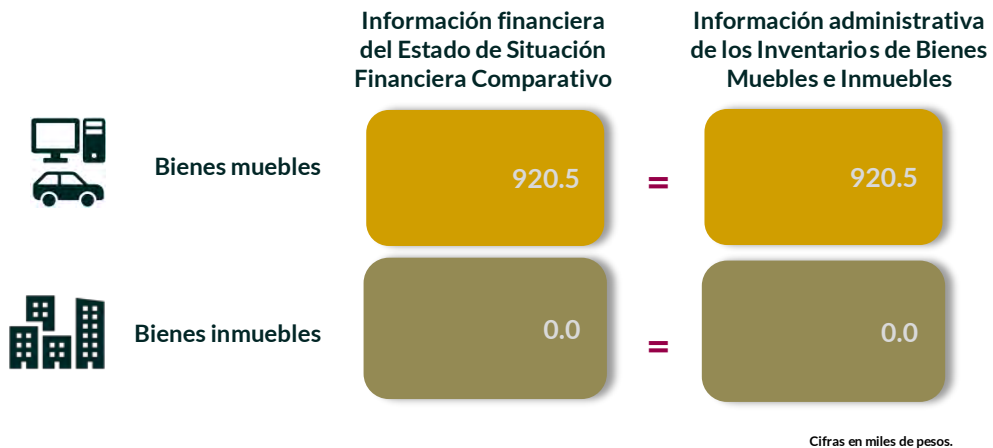 Información financiera
del Estado de Situación
Financiera Comparativo
Información administrativa
de los Inventarios de Bienes
Muebles e Inmuebles
Bienes muebles
920.5
=
920.5
Bienes inmuebles
0.0
=
0.0
Cifras en miles de pesos.